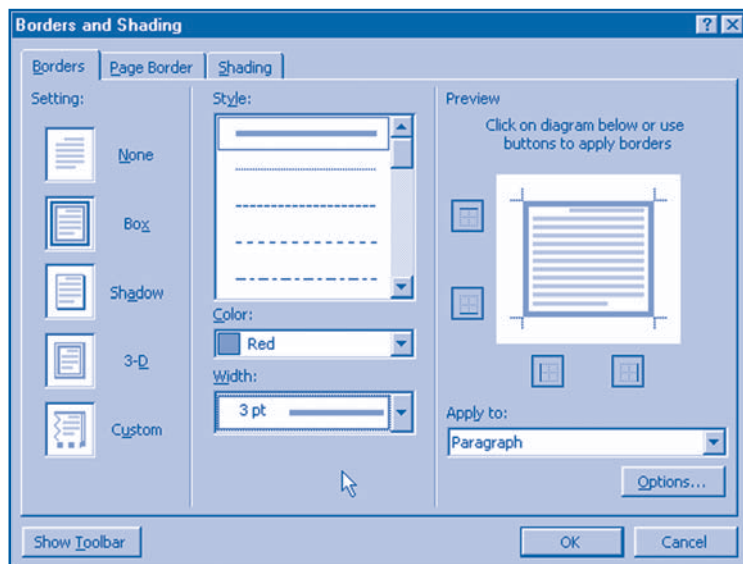 Borders and Shading
Borders
Page Border
Shading
Setting:
None
Box
Shadow
3-D
Custom
Style:
Color:
Red
Width:
3 pt
Preview
Click on diagram below or use
buttons to apply borders
Apply to:
Paragraph
Options...
Show Toolbar
OK
Cancel